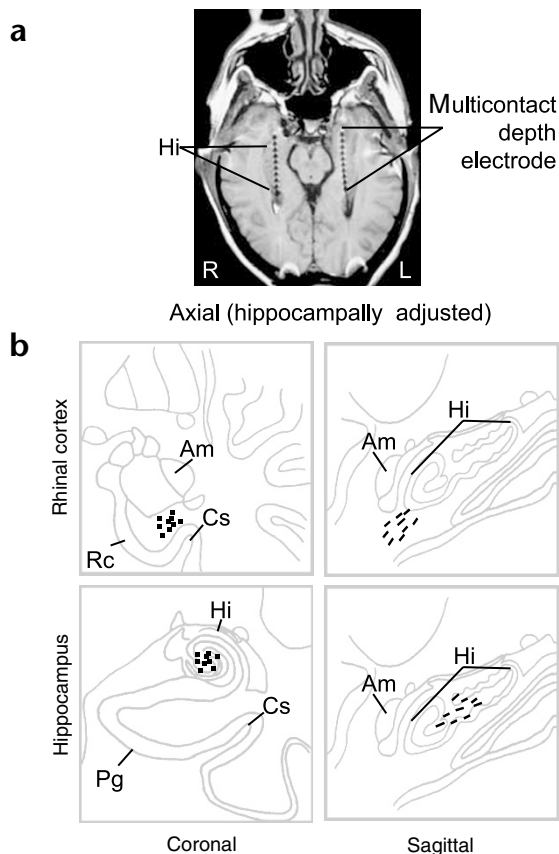 a
Hi
Multicontact
depth
electrode
R
L
Axial (hippocampally adjusted)
b
Rhinal cortex
Am
Cs
Rc
Hi
Am
Hippocampus
Hi
Cs
Pg
Hi
Am
Coronal
Sagittal